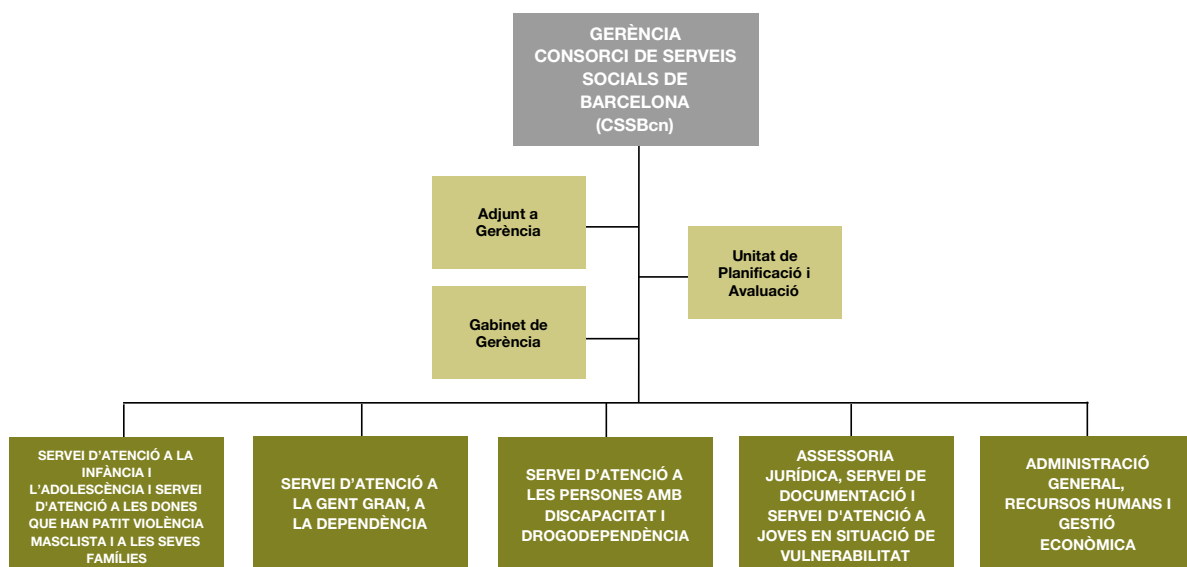 GERÈNCIA
CONSORCI DE SERVEIS
SOCIALS DE
BARCELONA
(CSSBcn)
Adjunt a
Gerència
Unitat de
Planificació i
Avaluació
Gabinet de
Gerència
SERVEI D'ATENCIÓ A LA
INFÀNCIA I
L'ADOLESCÈNCIA I SERVEI
D'ATENCIÓ A LES DONES
QUE HAN PATIT VIOLÈNCIA
MASCLISTA I A LES SEVES
FAMÍLIES
SERVEI D'ATENCIÓ A
LA GENT GRAN, A
LA DEPENDÈNCIA
SERVEI D'ATENCIÓ A
LES PERSONES AMB
DISCAPACITAT I
DROGODEPENDÈNCIA
ASSESSORIA
JURÍDICA, SERVEI DE
DOCUMENTACIÓ I
SERVEI D'ATENCIÓ A
JOVES EN SITUACIÓ DE
VULNERABILITAT
ADMINISTRACIÓ
GENERAL,
RECURSOS HUMANS I
GESTIÓ
ECONÒMICA